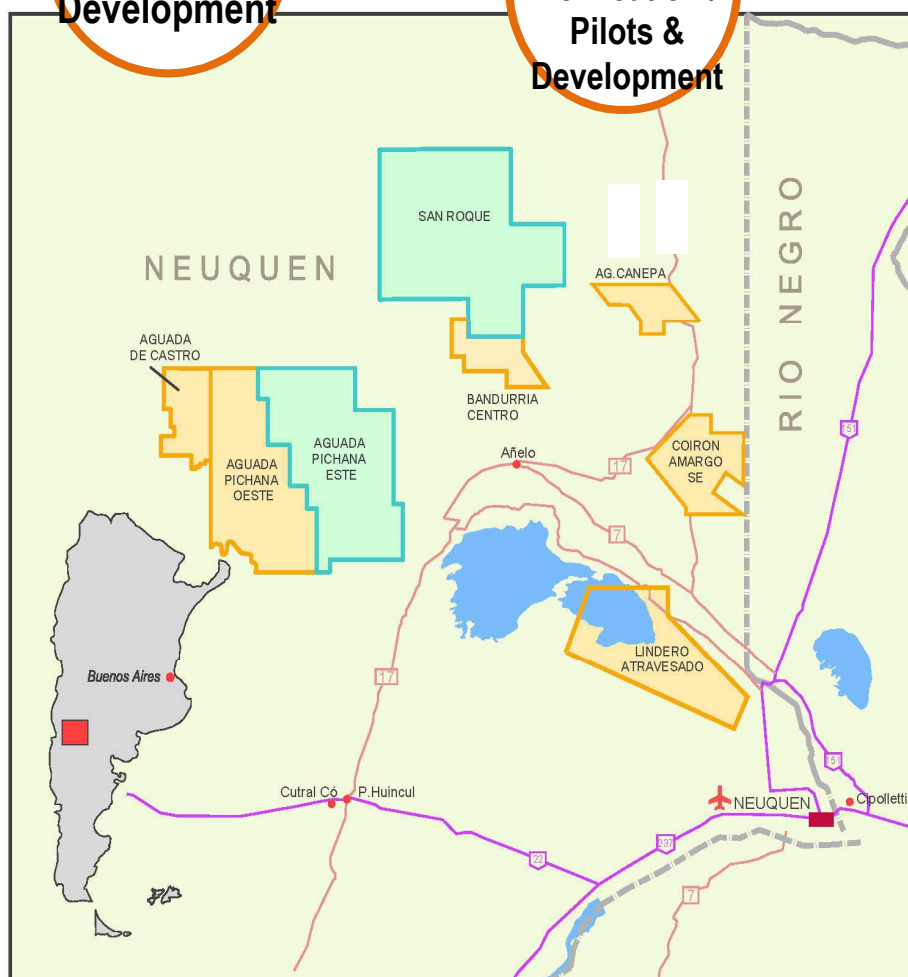 Development
Pilots &
Development
RIO NEGRO
SAN ROQUE
NEUQUEN
AG.CANEPA
AGUADA
DE CASTRO
BANDURRIA
CENTRO
151
AGUADA
PICHANA
ESTE
COIRON
AMARGO
SE
Añelo
17
AGUADA
PICHANA
OESTE
7
LINDERO
ATRAVESADO
Buenos Aires
17
151
Cutral Có
P.Huincul
NEUQUEN
Cipolletti
237
22
7